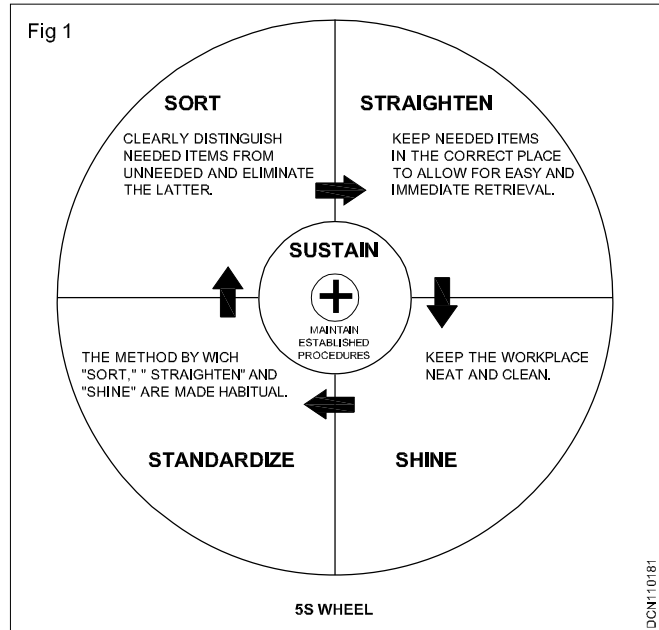 Fig 1
SORT
CLEARLY DISTINGUISH
NEEDED ITEMS FROM
UNNEEDED AND ELIMINATE
THE LATTER.
STRAIGHTEN
KEEP NEEDED ITEMS
IN THE CORRECT PLACE
TO ALLOW FOR EASY AND
IMMEDIATE RETRIEVAL.
SUSTAIN
MAINTAIN
ESTABLISHED
PROCEDURES
THE METHOD BY WICH
"SORT," " STRAIGHTEN" AND
"SHINE" ARE MADE HABITUAL.
STANDARDIZE
KEEP THE WORKPLACE
NEAT AND CLEAN.
SHINE
5S WHEEL
DCN110181